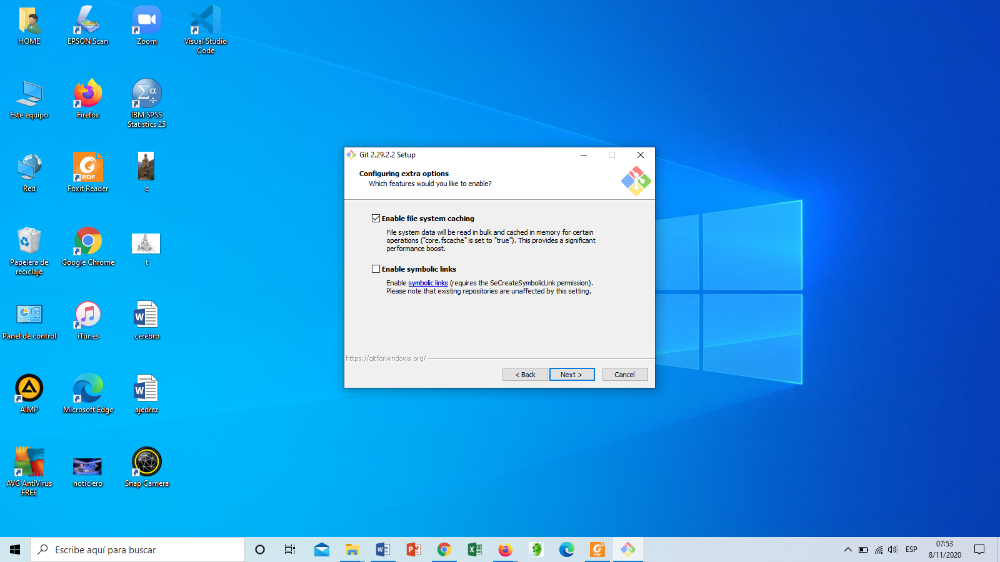 HOME
EPSON Scan
Zoom
Visual Studio
Code
Este equipo
Firefox
IBM SPSS
Statistics 25
Red
Foxit Reader
c
Papelera de
reciclaje
Google Chrome
t
Panel de control
iTunes
cerebro
AIMP
Microsoft Edge
ajedrez
AVG AntiVirus
FREE
noticiero
Snap Camera
Git 2.29.2.2 Setup
Configuring extra options
Which features would you like to enable?
Enable file system caching
File system data will be read in bulk and cached in memory for certain
operations ("core.fscache" is set to "true"). This provides a significant
performance boost.
Enable symbolic links
Enable symbolic links (requires the SeCreateSymbolicLink permission).
Please note that existing repositories are unaffected by this setting.
https://gitforwindows.org/
< Back
Next >
Cancel
Escribe aquí para buscar
ESP
07:53
8/11/2020